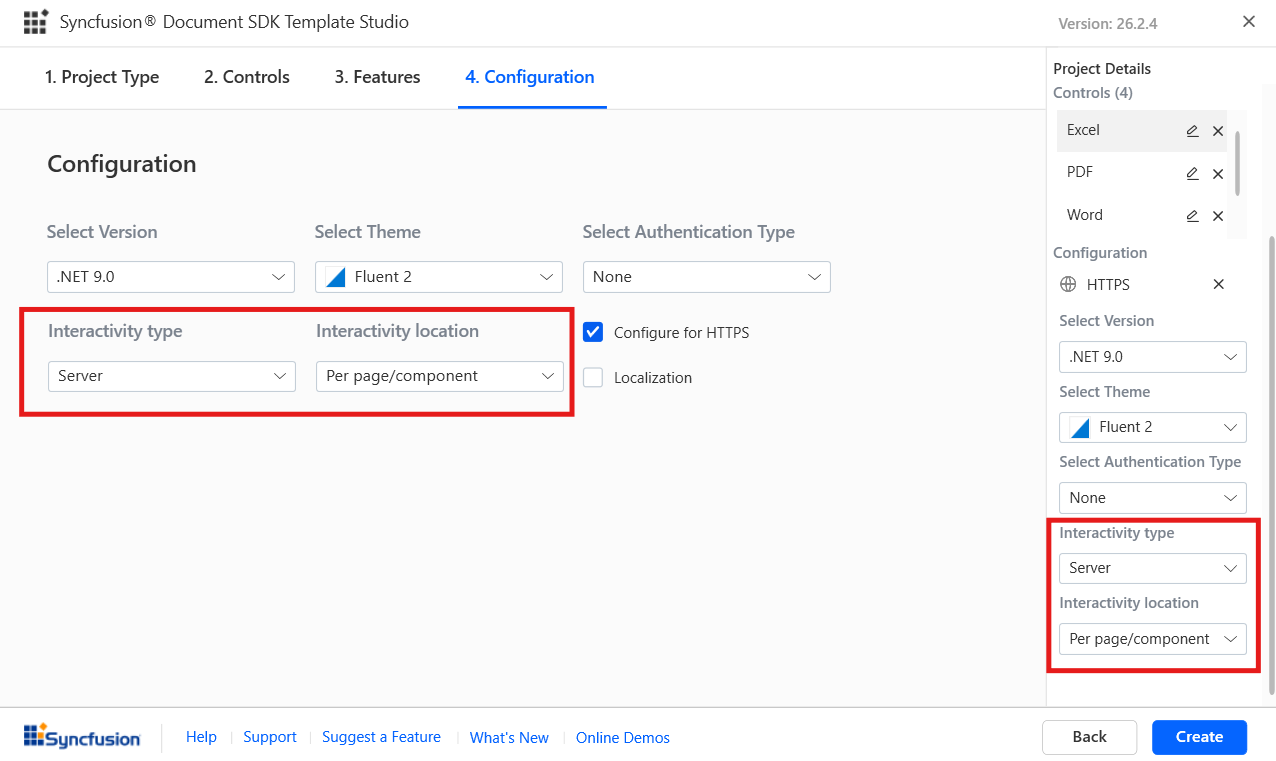 Syncfusion® Document SDK Template Studio
Version: 26.2.4
1. Project Type
2. Controls
3. Features
4. Configuration
Configuration
Select Version
Select Theme
Select Authentication Type
.NET 9.0
Fluent 2
None
Interactivity type
Interactivity location
Configure for HTTPS
Server
Per page/component
Localization
Project Details
Controls (4)
Excel
PDF
Word
Configuration
HTTPS
Select Version
.NET 9.0
Select Theme
Fluent 2
Select Authentication Type
None
Interactivity type
Server
Interactivity location
Per page/component
Syncfusion
Help
Support
Suggest a Feature
What's New
Online Demos
Back
Create